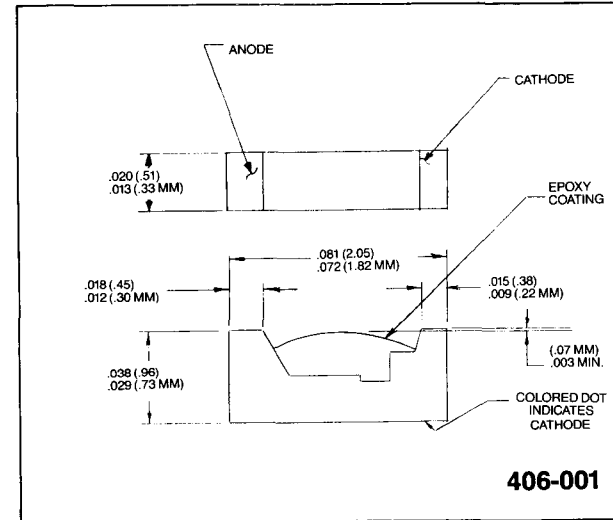 ANODE
CATHODE
.020 (.51)
.013 (.33 MM)
EPOXY
COATING
.081 (2.05)
.072 (1.82 MM)
.018 (.45)
.012 (.30 MM)
.015 (.38)
.009 (.22 MM)
.038 (.96)
.029 (.73 MM)
(.07 MM)
.003 MIN.
COLORED DOT
INDICATES
CATHODE
406-001